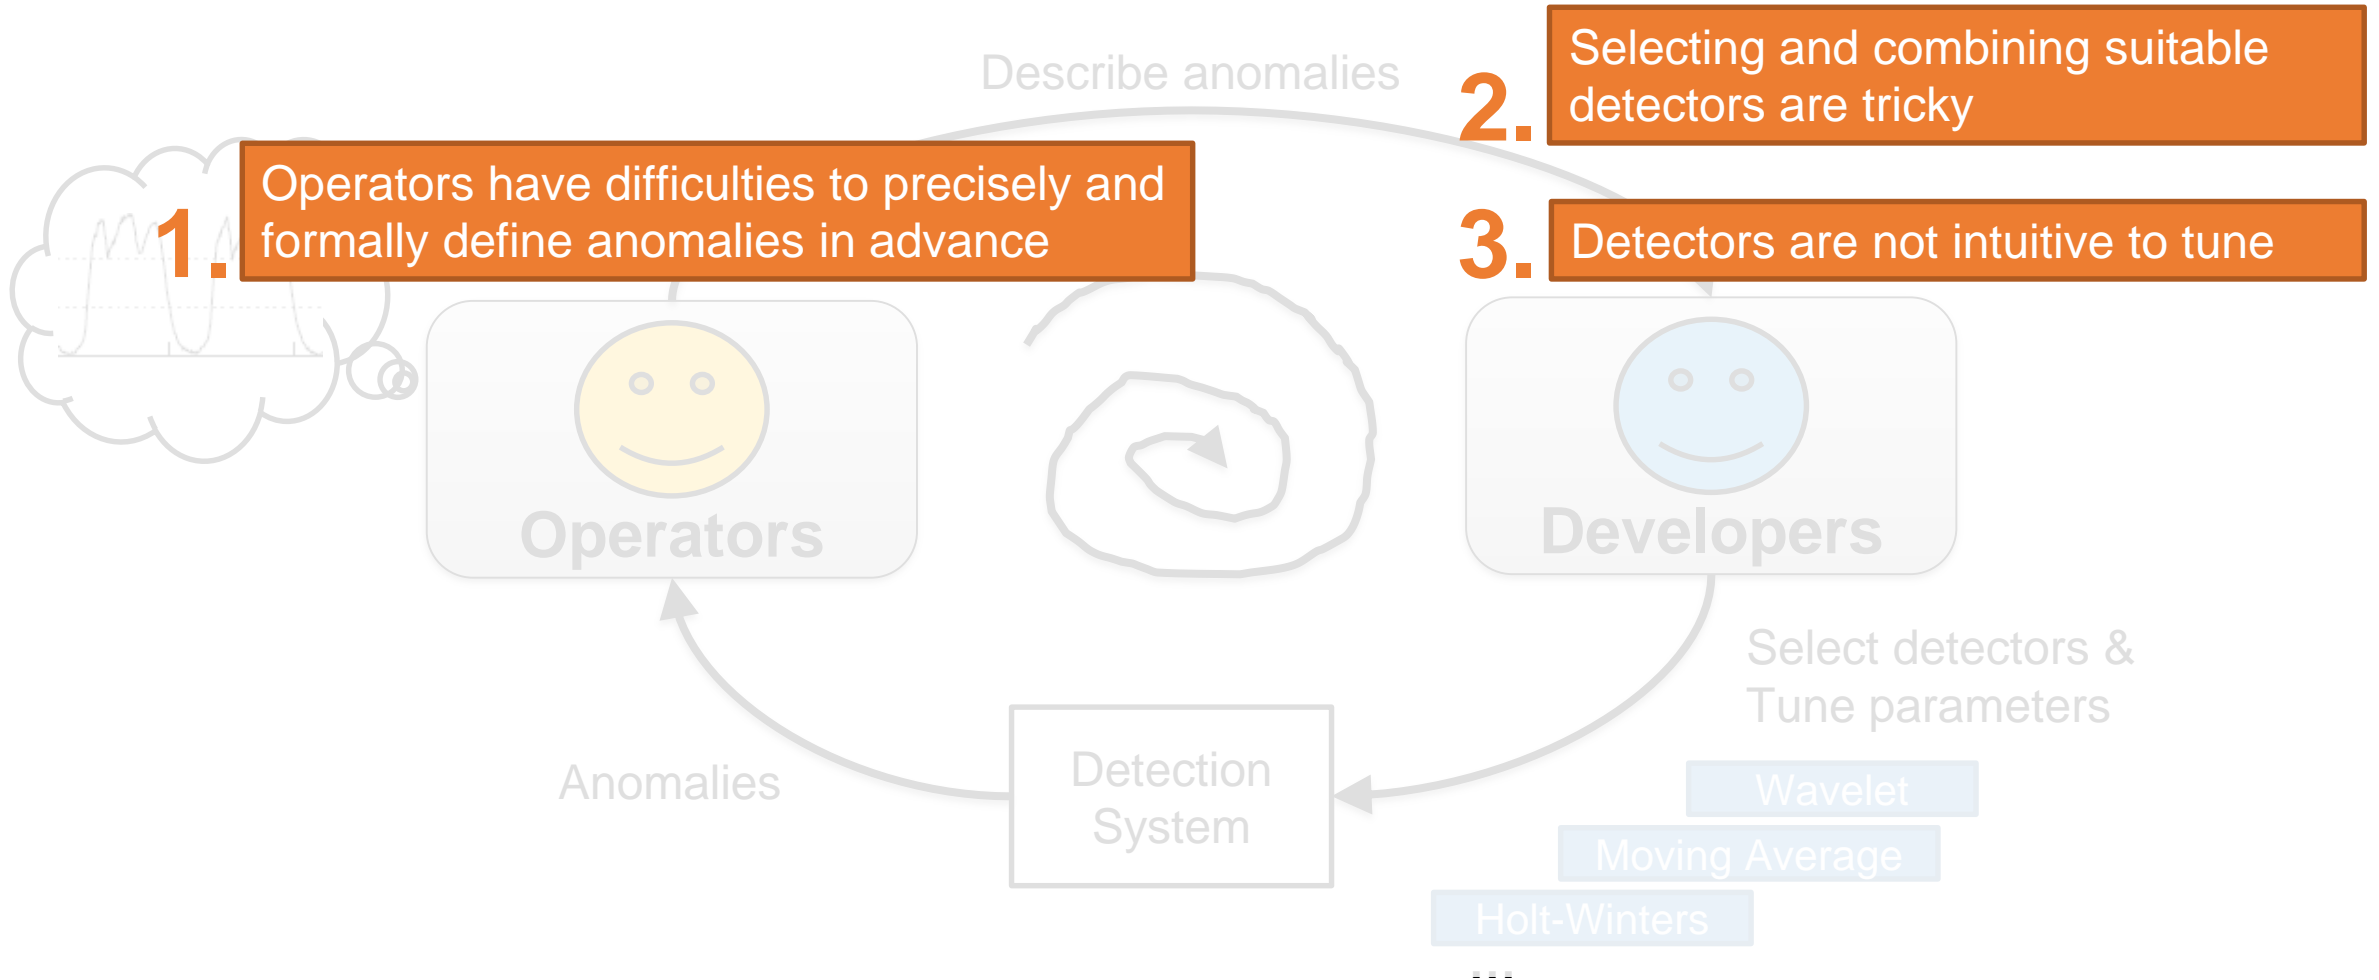 Describe anomalies
2.
Selecting and combining suitable
detectors are tricky
1.
Operators have difficulties to precisely and
formally define anomalies in advance
3.
Detectors are not intuitive to tune
Operators
Developers
Select detectors &
Tune parameters
Anomalies
Detection
System
Wavelet
Moving Average
Holt-Winters
...